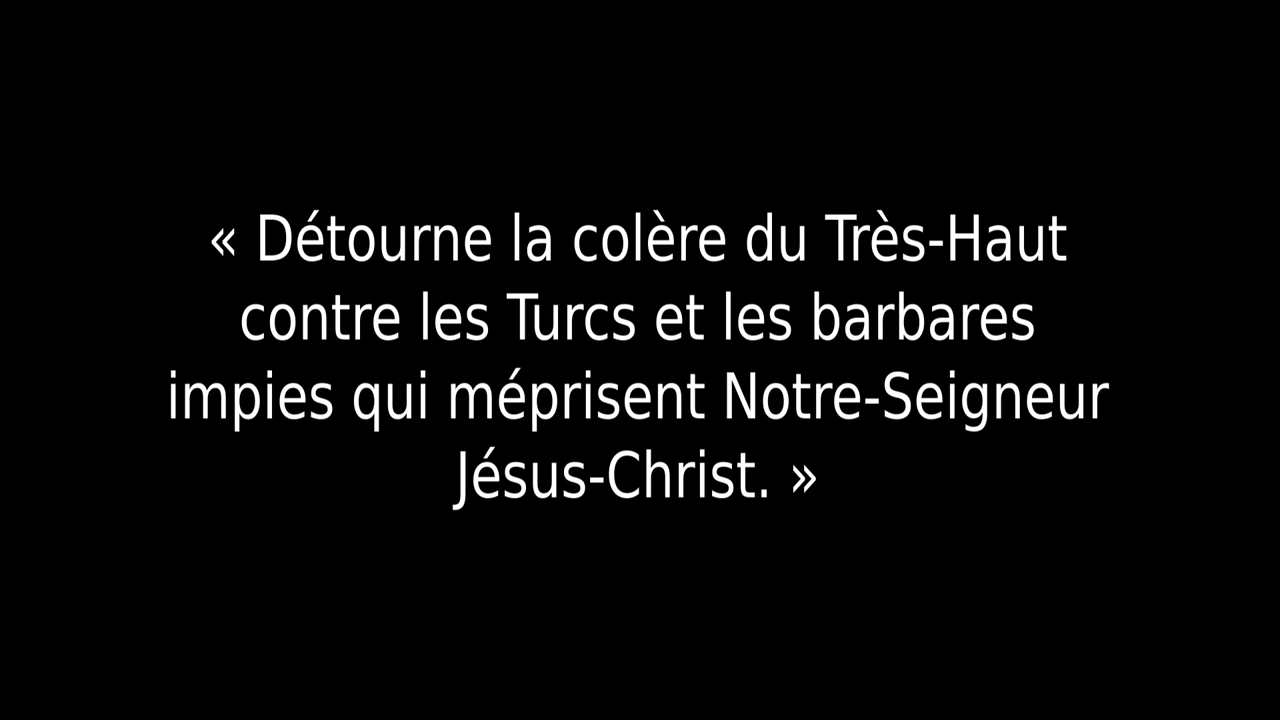 « Détourne la colère du Très-Haut
contre les Turcs et les barbares
impies qui méprisent Notre-Seigneur
Jésus-Christ. »